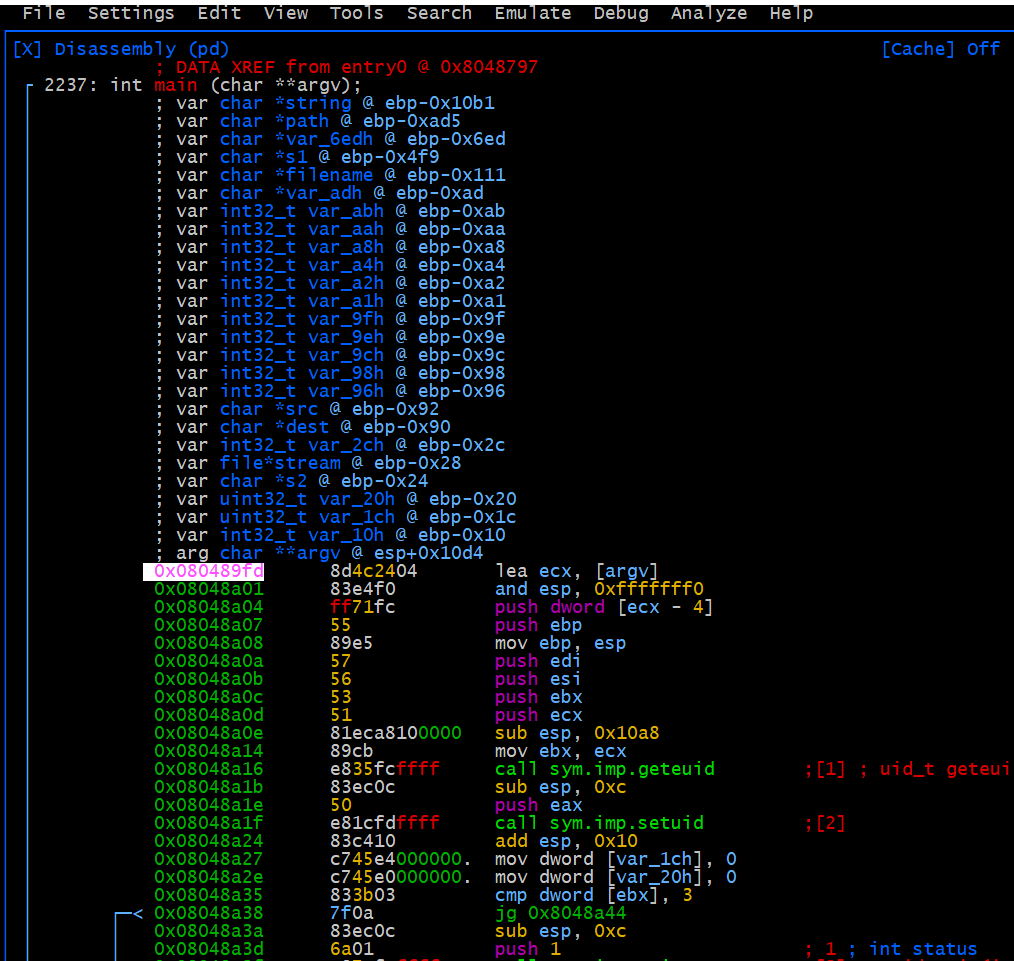 File Settings Edit View Tools Search Emulate Debug Analyze Help
[X] Disassembly (pd) [Cache] Off
; DATA XREF from entry0 @ 0x8048797
2237: int main (char **argv);
; var char *string @ ebp-0x10b1
; var char *path @ ebp-0xad5
; var char *var_6edh @ ebp-0x6ed
; var char *s1 @ ebp-0x4f9
; var char *filename @ ebp-0x111
; var char *var_adh @ ebp-0xad
; var int32_t var_abh @ ebp-0xab
; var int32_t var_aah @ ebp-0xaa
; var int32_t var_a8h @ ebp-0xa8
; var int32_t var_a4h @ ebp-0xa4
; var int32_t var_a2h @ ebp-0xa2
; var int32_t var_a1h @ ebp-0xa1
; var int32_t var_9fh @ ebp-0x9f
; var int32_t var_9eh @ ebp-0x9e
; var int32_t var_9ch @ ebp-0x9c
; var int32_t var_98h @ ebp-0x98
; var int32_t var_96h @ ebp-0x96
; var char *src @ ebp-0x92
; var char *dest @ ebp-0x90
; var int32_t var_2ch @ ebp-0x2c
; var file*stream @ ebp-0x28
; var char *s2 @ ebp-0x24
; var uint32_t var_20h @ ebp-0x20
; var uint32_t var_1ch @ ebp-0x1c
; var int32_t var_10h @ ebp-0x10
; arg char **argv @ esp+0x10d4
0x080489fd 8d4c2404 lea ecx, [argv]
0x08048a01 83e4f0 and esp, 0xfffffff0
0x08048a04 ff71fc push dword [ecx - 4]
0x08048a07 55 push ebp
0x08048a08 89e5 mov ebp, esp
0x08048a0a 57 push edi
0x08048a0b 56 push esi
0x08048a0c 53 push ebx
0x08048a0d 51 push ecx
0x08048a0e 81eca8100000 sub esp, 0x10a8
0x08048a14 89cb mov ebx, ecx
0x08048a16 e835fcffff call sym.imp.geteuid ;[1] ; uid_t geteui
0x08048a1b 83ec0c sub esp, 0xc
0x08048a1e 50 push eax
0x08048a1f e81cfdffff call sym.imp.setuid ;[2]
0x08048a24 83c410 add esp, 0x10
0x08048a27 c745e4000000. mov dword [var_1ch], 0
0x08048a2e c745e0000000. mov dword [var_20h], 0
0x08048a35 833b03 cmp dword [ebx], 3
< 0x08048a38 7f0a jg 0x8048a44
0x08048a3a 83ec0c sub esp, 0xc
0x08048a3d 6a01 push 1 ; 1 ; int status